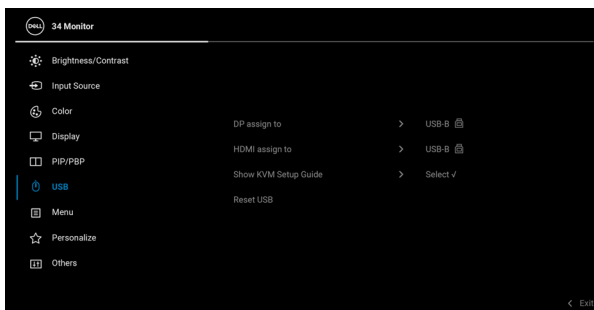 DELL 34 Monitor
Brightness/Contrast
Input Source
Color
DP assign to > USB-B
Display
HDMI assign to > USB-B
PIP/PBP
Show KVM Setup Guide > Select √
USB
Reset USB
Menu
Personalize
Others
< Exit